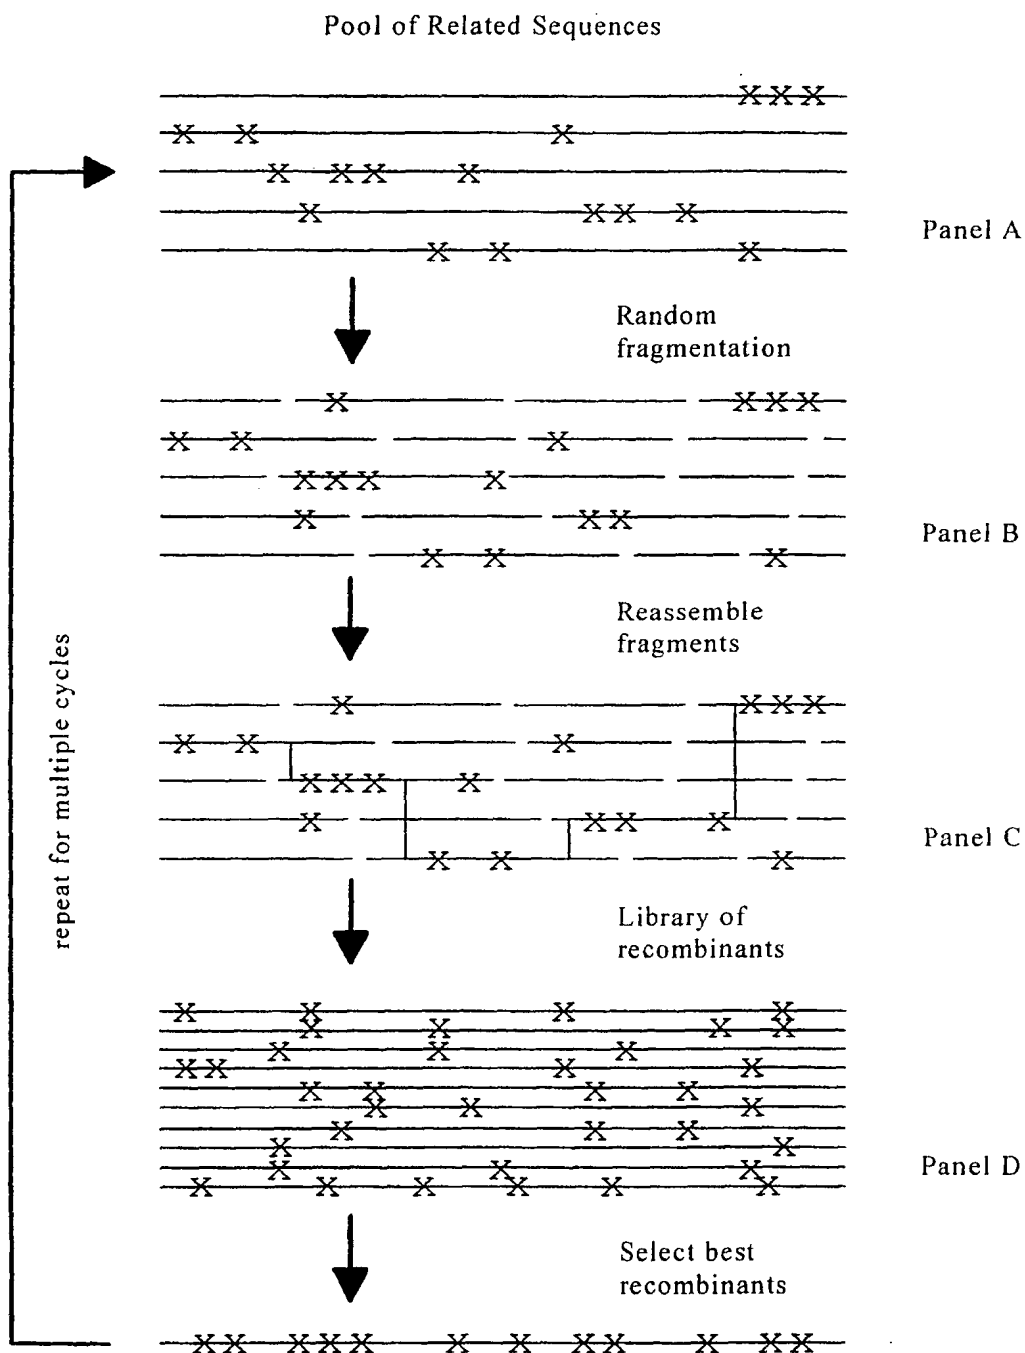 Pool of Related Sequences
Panel A
Random
fragmentation
Panel B
Reassemble
fragments
repeat for multiple cycles
Panel C
Library of
recombinants
Panel D
Select best
recombinants